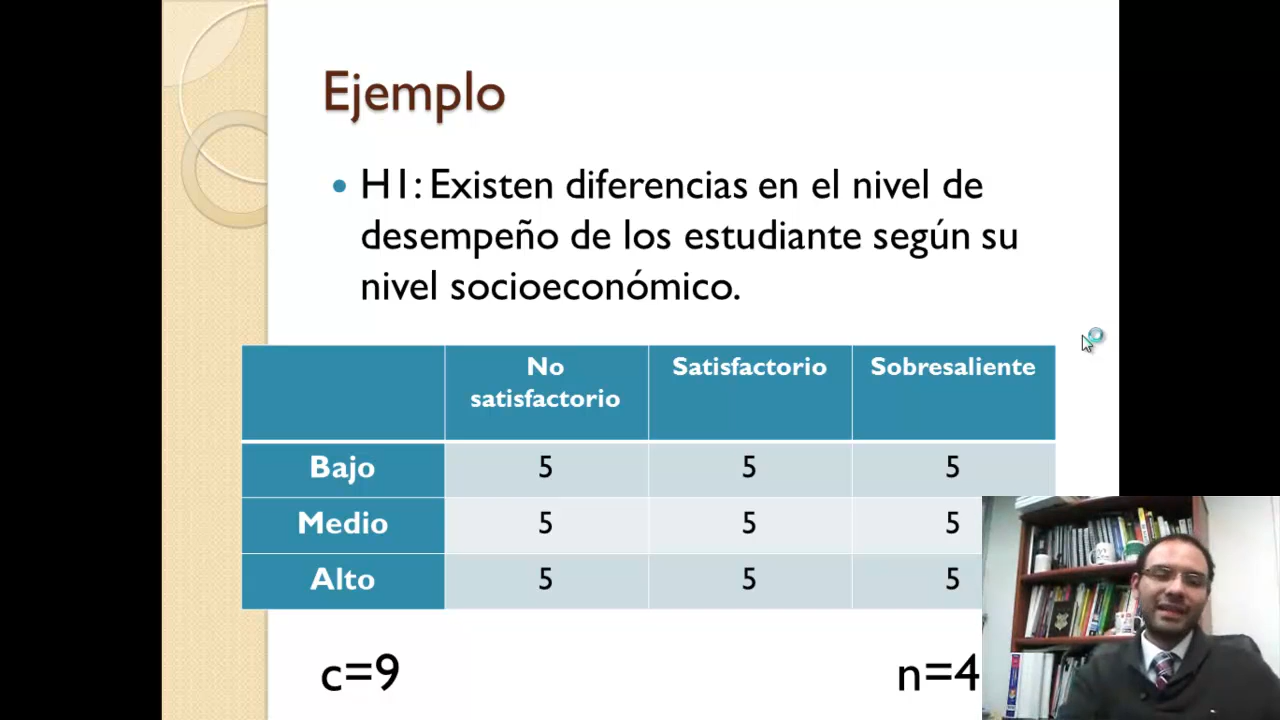 Ejemplo
H1: Existen diferencias en el nivel de
desempeño de los estudiante según su
nivel socioeconómico.
No Satisfactorio Sobresaliente
satisfactorio
Bajo 5 5 5
Medio 5 5 5
Alto 5 5 5
c=9 n=4